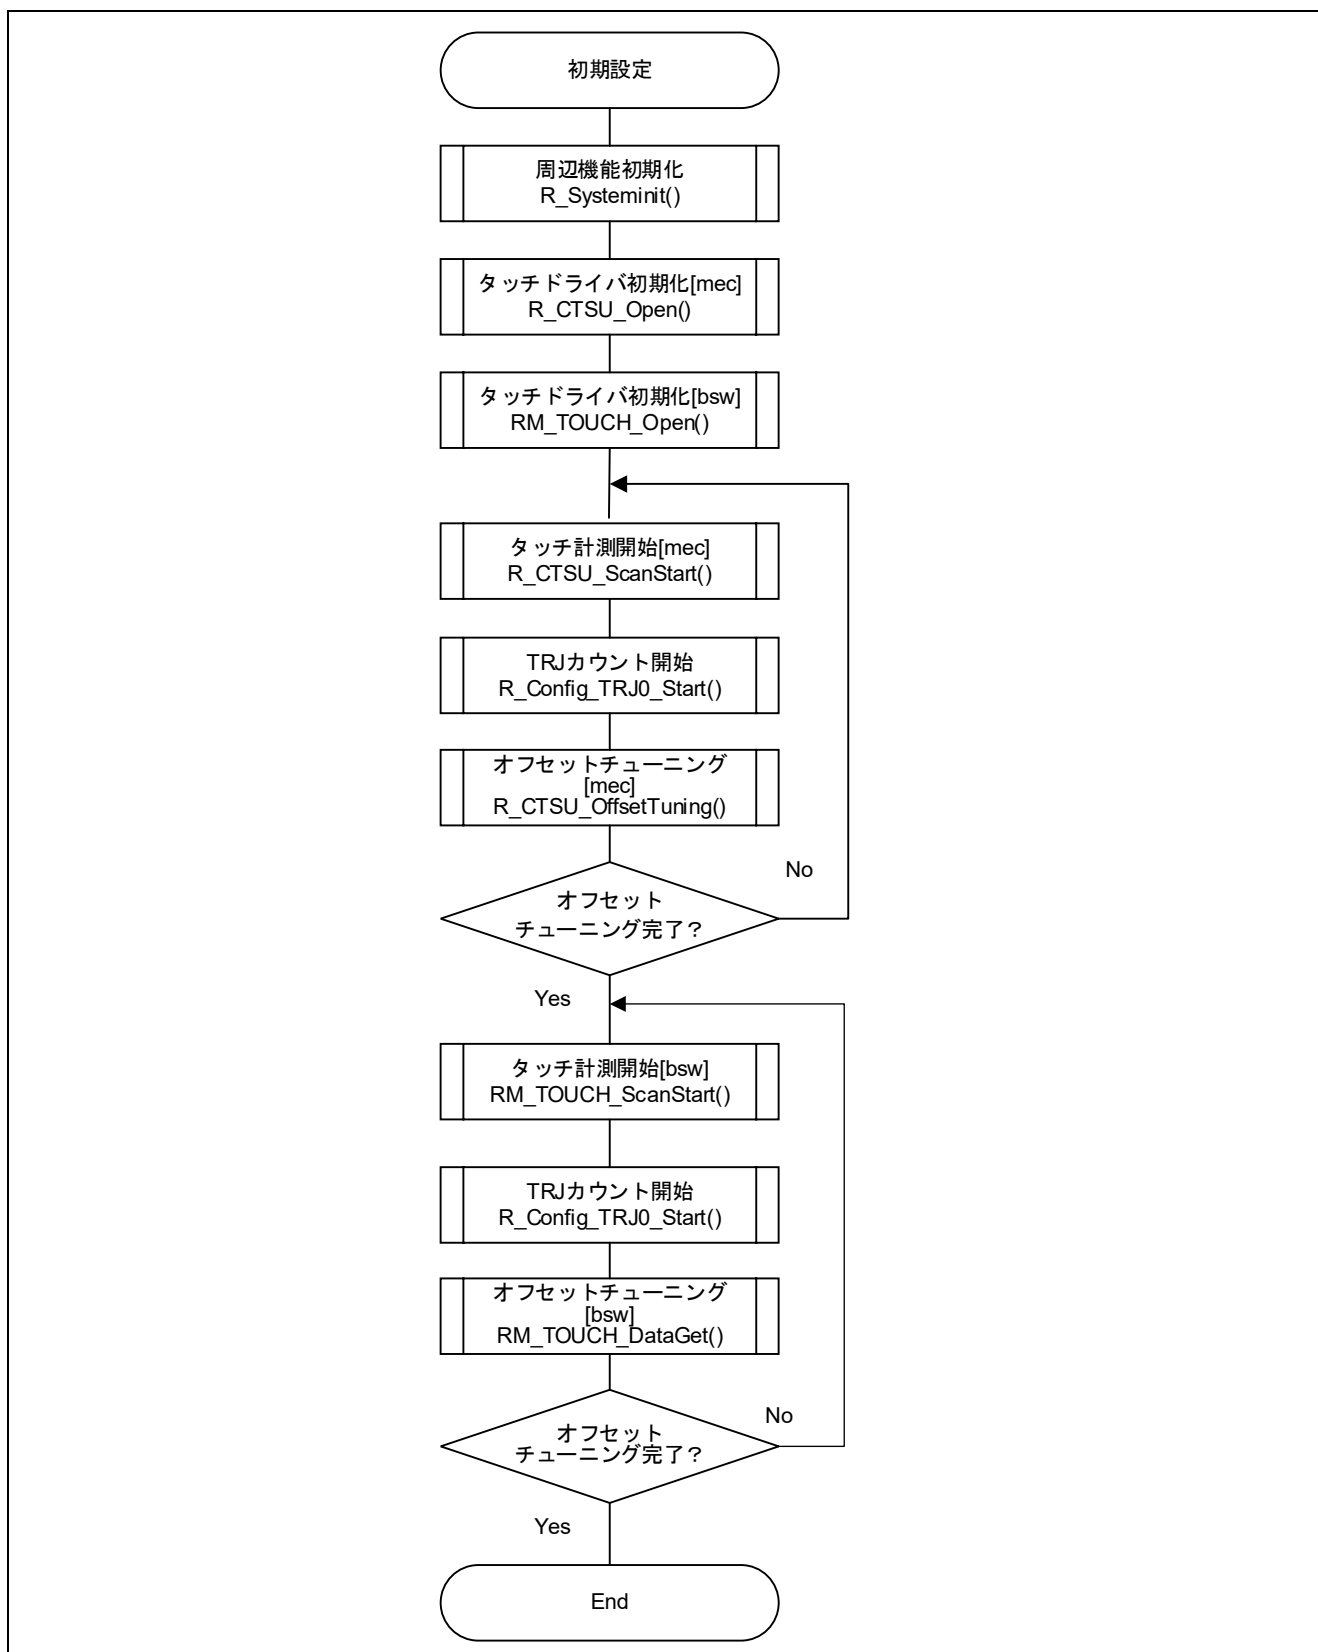 初期設定
周辺機能初期化
R_Systeminit()
タッチドライバ初期化[mec]
R_CTSU_Open()
タッチドライバ初期化[bsw]
RM_TOUCH_Open()
タッチ計測開始[mec]
R_CTSU_ScanStart()
TRJカウント開始
R_Config_TRJ0_Start()
オフセットチューニング
[mec]
R_CTSU_OffsetTuning()
No
オフセット
チューニング完了？
Yes
タッチ計測開始[bsw]
RM_TOUCH_ScanStart()
TRJカウント開始
R_Config_TRJ0_Start()
オフセットチューニング
[bsw]
RM_TOUCH_DataGet()
No
オフセット
チューニング完了？
Yes
End